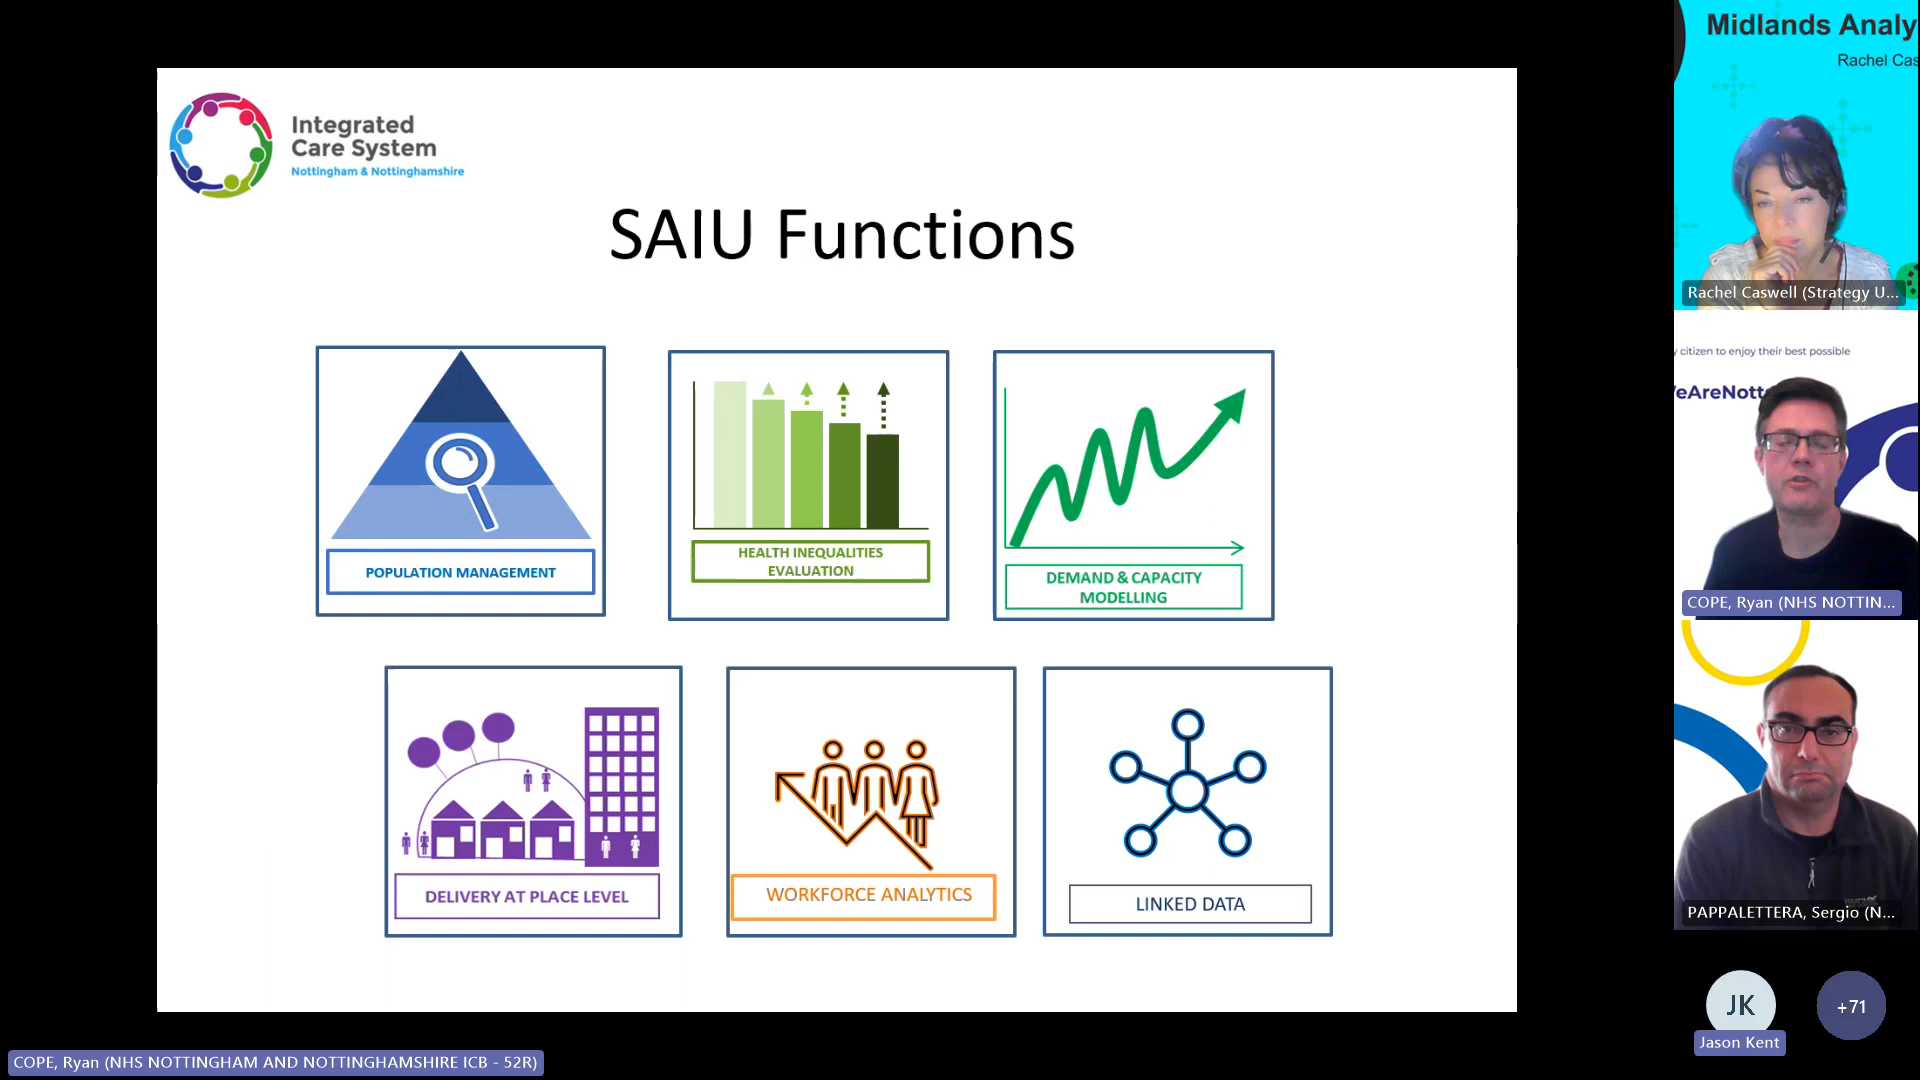 Integrated
Care System
Nottingham & Nottinghamshire
SAIU Functions
POPULATION MANAGEMENT
HEALTH INEQUALITIES
EVALUATION
DEMAND & CAPACITY
MODELLING
DELIVERY AT PLACE LEVEL
WORKFORCE ANALYTICS
LINKED DATA
Midlands Analy
Rachel Cas
Rachel Caswell (Strategy U...
y citizen to enjoy their best possible
eAreNott
COPE, Ryan (NHS NOTTIN...
PAPPALETTERA, Sergio (N...
JK
Jason Kent
+71
COPE, Ryan (NHS NOTTINGHAM AND NOTTINGHAMSHIRE ICB - 52R)